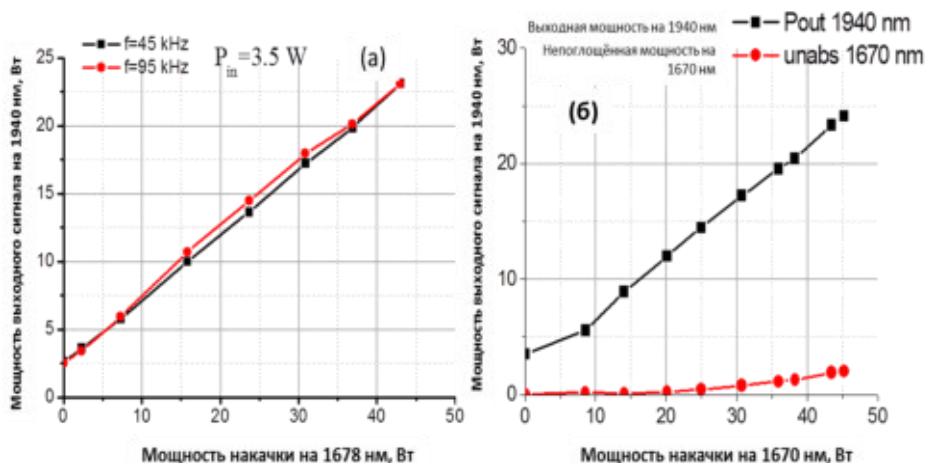 f=45 kHz
f=95 kHz
P_in=3.5 W
(a)
25
20
15
10
5
0
0 10 20 30 40 50
Мощность выходного сигнала на 1940 нм, Вт
Мощность накачки на 1678 нм, Вт
Выходная мощность на 1940 нм
Непоглощённая мощность на
1670 нм
Pout 1940 nm
unabs 1670 nm
(б)
30
20
10
0
0 10 20 30 40 50
Мощность выходного сигнала на 1940 нм, Вт
Мощность накачки на 1670 нм, Вт